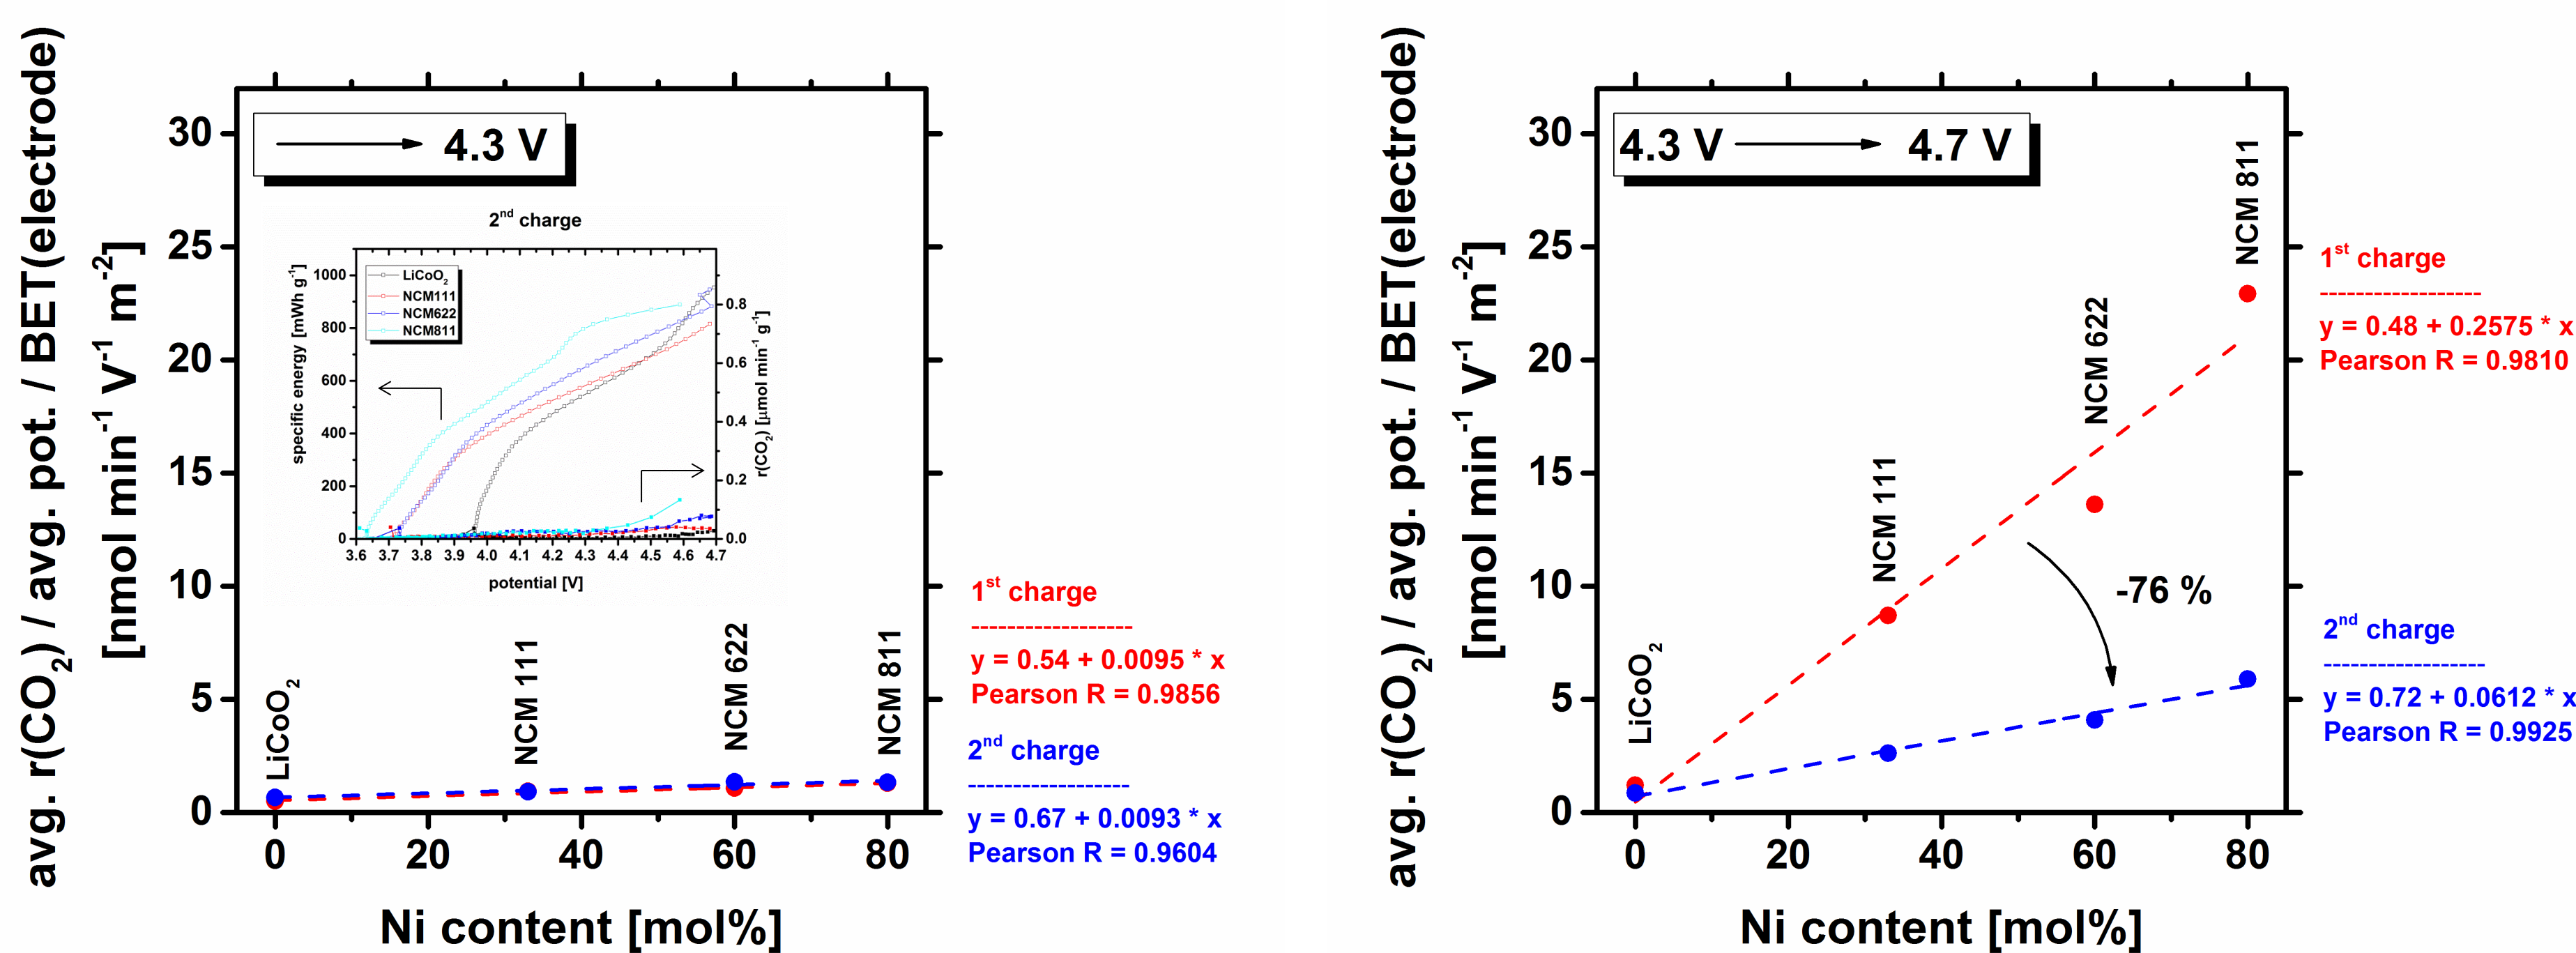 avg. r(CO2) / avg. pot. / BET(electrode)
[nmol min-1 V-1 m-2]
30
25
20
15
10
5
0
4.3 V
2nd charge
specific energy [mWh g-1]
1000
800
600
400
200
0
LiCoO2
NCM111
NCM622
NCM811
0.8
0.6
0.4
0.2
0.0
r(CO2) [µmol min-1 g-1]
3.6 3.7 3.8 3.9 4.0 4.1 4.2 4.3 4.4 4.5 4.6 4.7
potential [V]
LiCoO2
NCM 111
NCM 622
NCM 811
1st charge
------------------
y = 0.54 + 0.0095 * x
Pearson R = 0.9856
2nd charge
------------------
y = 0.67 + 0.0093 * x
Pearson R = 0.9604
0 20 40 60 80
Ni content [mol%]
avg. r(CO2) / avg. pot. / BET(electrode)
[nmol min-1 V-1 m-2]
30
25
20
15
10
5
0
4.3 V 4.7 V
LiCoO2
NCM 111
NCM 622
NCM 811
-76 %
1st charge
------------------
y = 0.48 + 0.2575 * x
Pearson R = 0.9810
2nd charge
------------------
y = 0.72 + 0.0612 * x
Pearson R = 0.9925
0 20 40 60 80
Ni content [mol%]